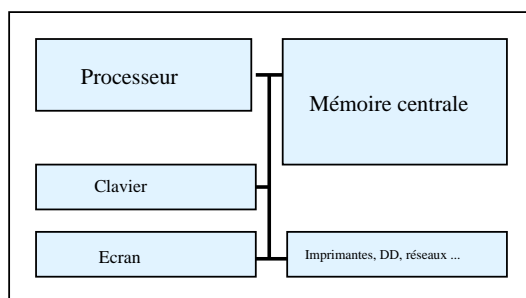 Processeur
Mémoire centrale
Clavier
Ecran
Imprimantes, DD, réseaux ...